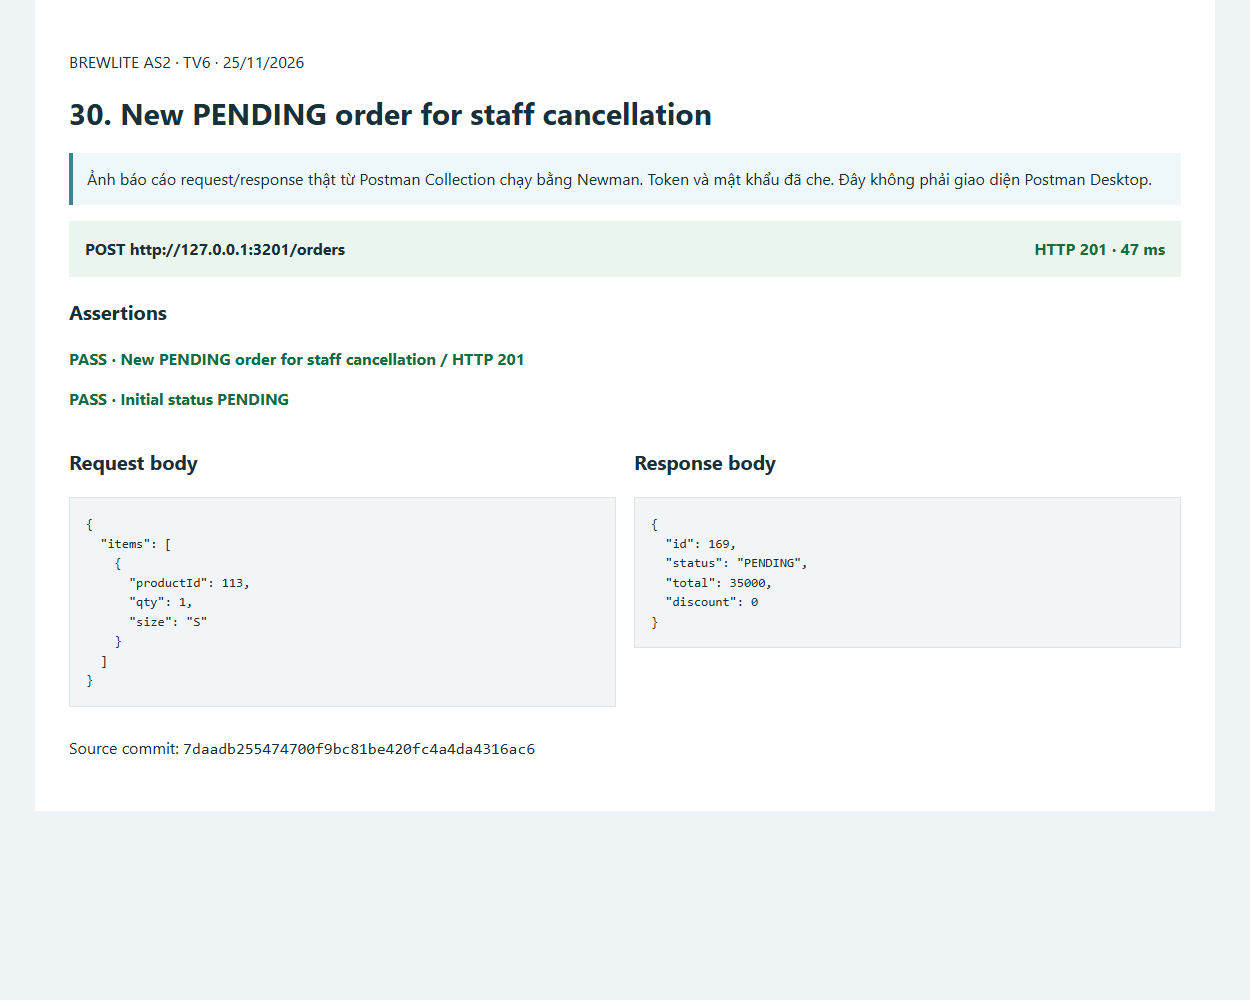 BREWLITE AS2 · TV6 · 25/11/2026
30. New PENDING order for staff cancellation
Ảnh báo cáo request/response thật từ Postman Collection chạy bằng Newman. Token và mật khẩu đã che. Đây không phải giao diện Postman Desktop.
POST http://127.0.0.1:3201/orders
HTTP 201 · 47 ms
Assertions
PASS · New PENDING order for staff cancellation / HTTP 201
PASS · Initial status PENDING
Request body
{
  "items": [
    {
      "productId": 113,
      "qty": 1,
      "size": "S"
    }
  ]
}
Response body
{
  "id": 169,
  "status": "PENDING",
  "total": 35000,
  "discount": 0
}
Source commit: 7daadb255474700f9bc81be420fc4a4da4316ac6